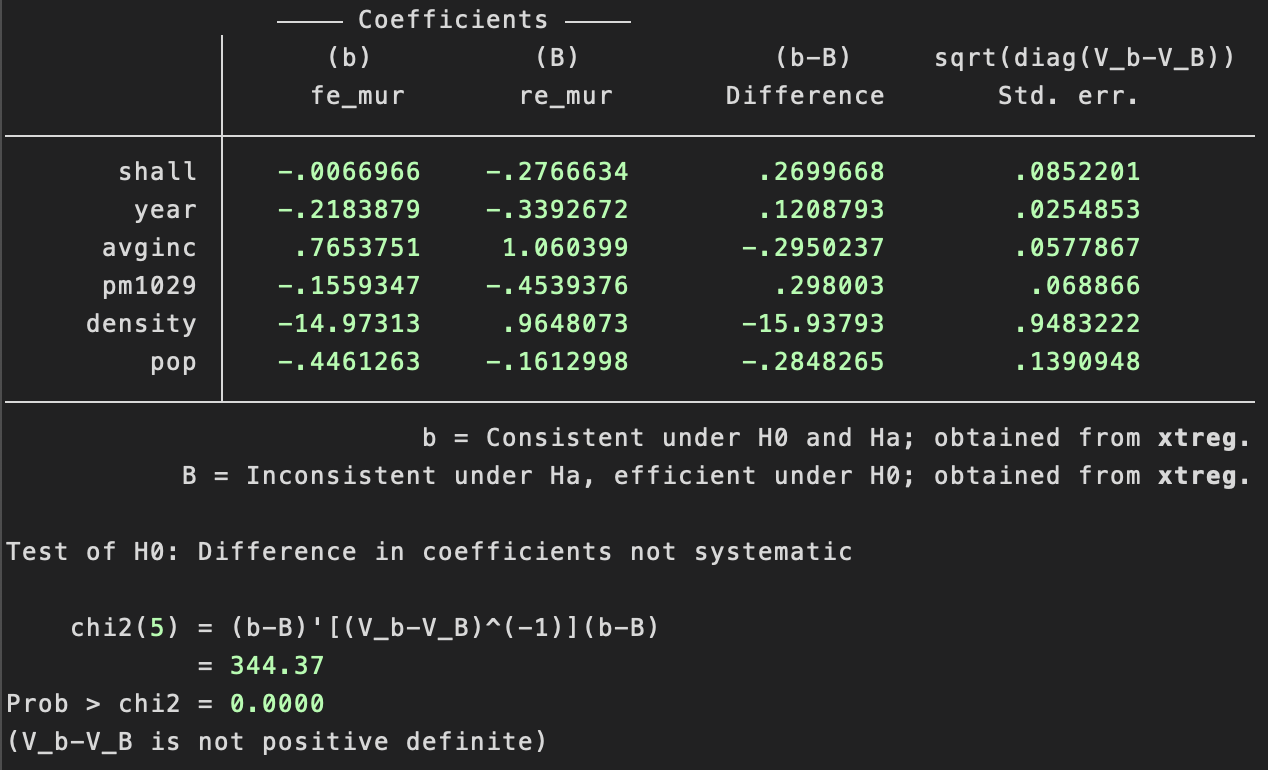 Coefficients
(b) (B) (b-B) sqrt(diag(V_b-V_B))
fe_mur re_mur Difference Std. err.
shall -.0066966 -.2766634 .2699668 .0852201
year -.2183879 -.3392672 .1208793 .0254853
avginc .7653751 1.060399 -.2950237 .0577867
pm1029 -.1559347 -.4539376 .298003 .068866
density -14.97313 .9648073 -15.93793 .9483222
pop -.4461263 -.1612998 -.2848265 .1390948
b = Consistent under H0 and Ha; obtained from xtreg.
B = Inconsistent under Ha, efficient under H0; obtained from xtreg.
Test of H0: Difference in coefficients not systematic
chi2(5) = (b-B)'[(V_b-V_B)^(-1)](b-B)
= 344.37
Prob > chi2 = 0.0000
(V_b-V_B is not positive definite)